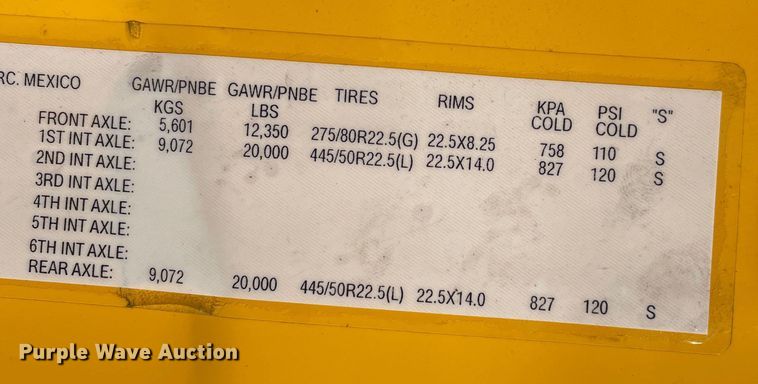 RC. MEXICO GAWR/PNBE GAWR/PNBE TIRES RIMS KPA PSI "S"
KGS LBS COLD COLD
FRONT AXLE: 5,601 12,350 275/80R22.5(G) 22.5X8.25 758 110 S
1ST INT AXLE: 9,072 20,000 445/50R22.5(L) 22.5X14.0 827 120 S
2ND INT AXLE:
3RD INT AXLE:
4TH INT AXLE:
5TH INT AXLE:
6TH INT AXLE:
REAR AXLE: 9,072 20,000 445/50R22.5(L) 22.5X14.0 827 120 S
Purple Wave Auction